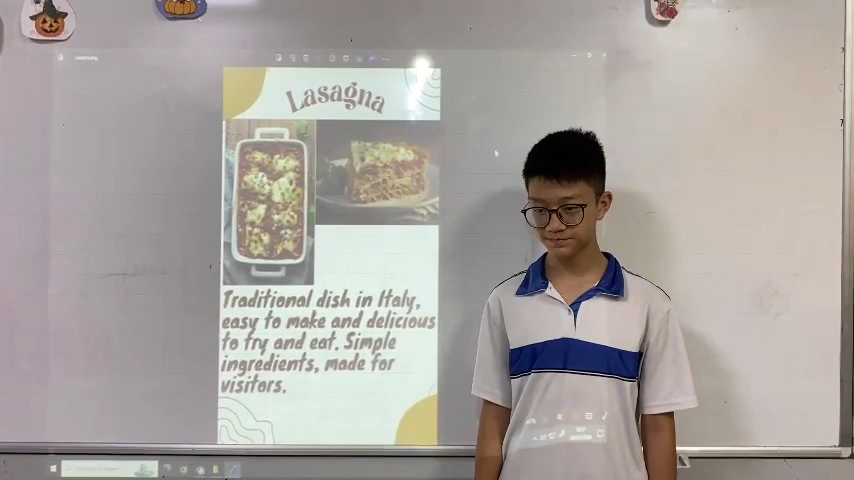 Lasagna
Traditional dish in Italy,
easy to make and delicious
to try and eat. Simple
ingredients, made for
visitors.